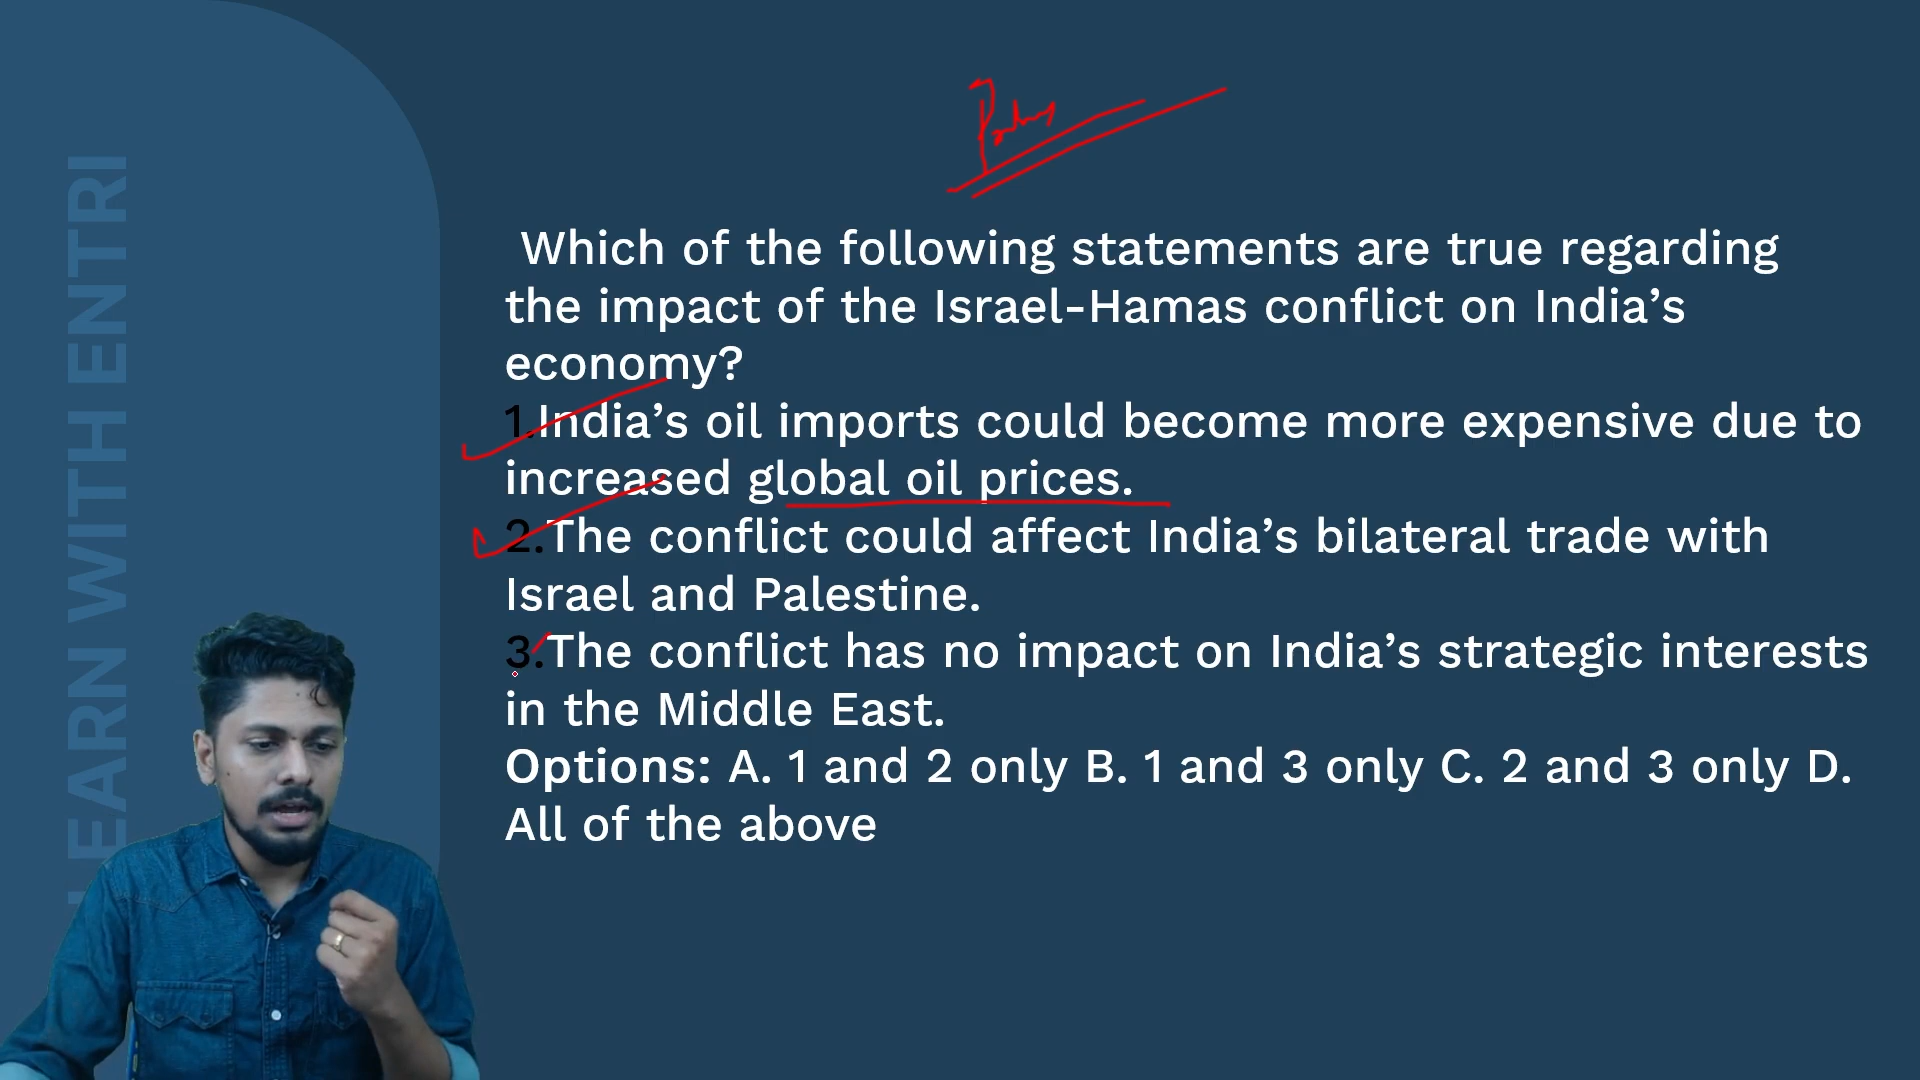 LEARN WITH ENTRI
Which of the following statements are true regarding
the impact of the Israel-Hamas conflict on India’s
economy?
1.India’s oil imports could become more expensive due to
increased global oil prices.
2.The conflict could affect India’s bilateral trade with
Israel and Palestine.
3.The conflict has no impact on India’s strategic interests
in the Middle East.
Options: A. 1 and 2 only B. 1 and 3 only C. 2 and 3 only D.
All of the above